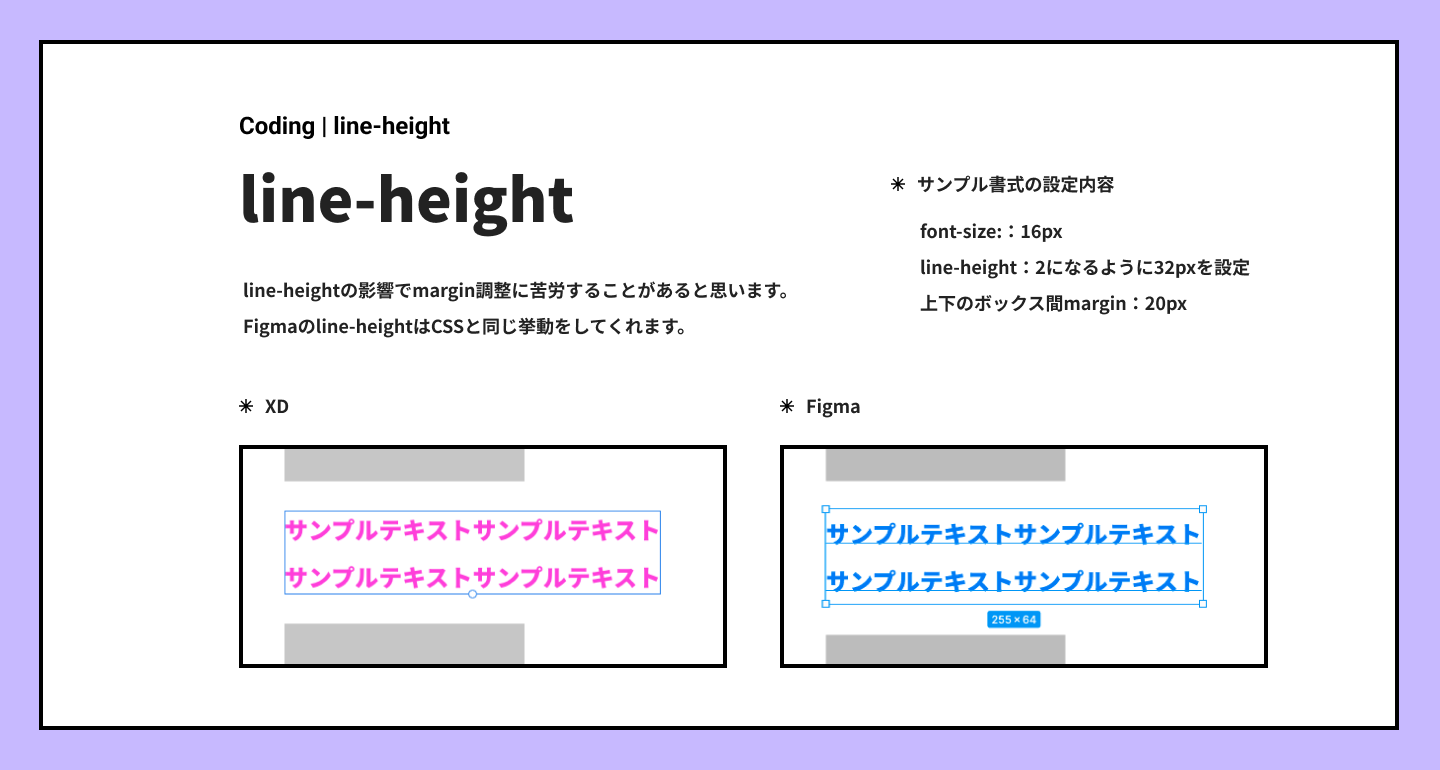 Coding | line-height
line-height
line-heightの影響でmargin調整に苦労することがあると思います。
Figmaのline-heightはCSSと同じ挙動をしてくれます。
✳ サンプル書式の設定内容
font-size:：16px
line-height：2になるように32pxを設定
上下のボックス間margin：20px
✳ XD
サンプルテキストサンプルテキスト
サンプルテキストサンプルテキスト
✳ Figma
サンプルテキストサンプルテキスト
サンプルテキストサンプルテキスト
255 × 64